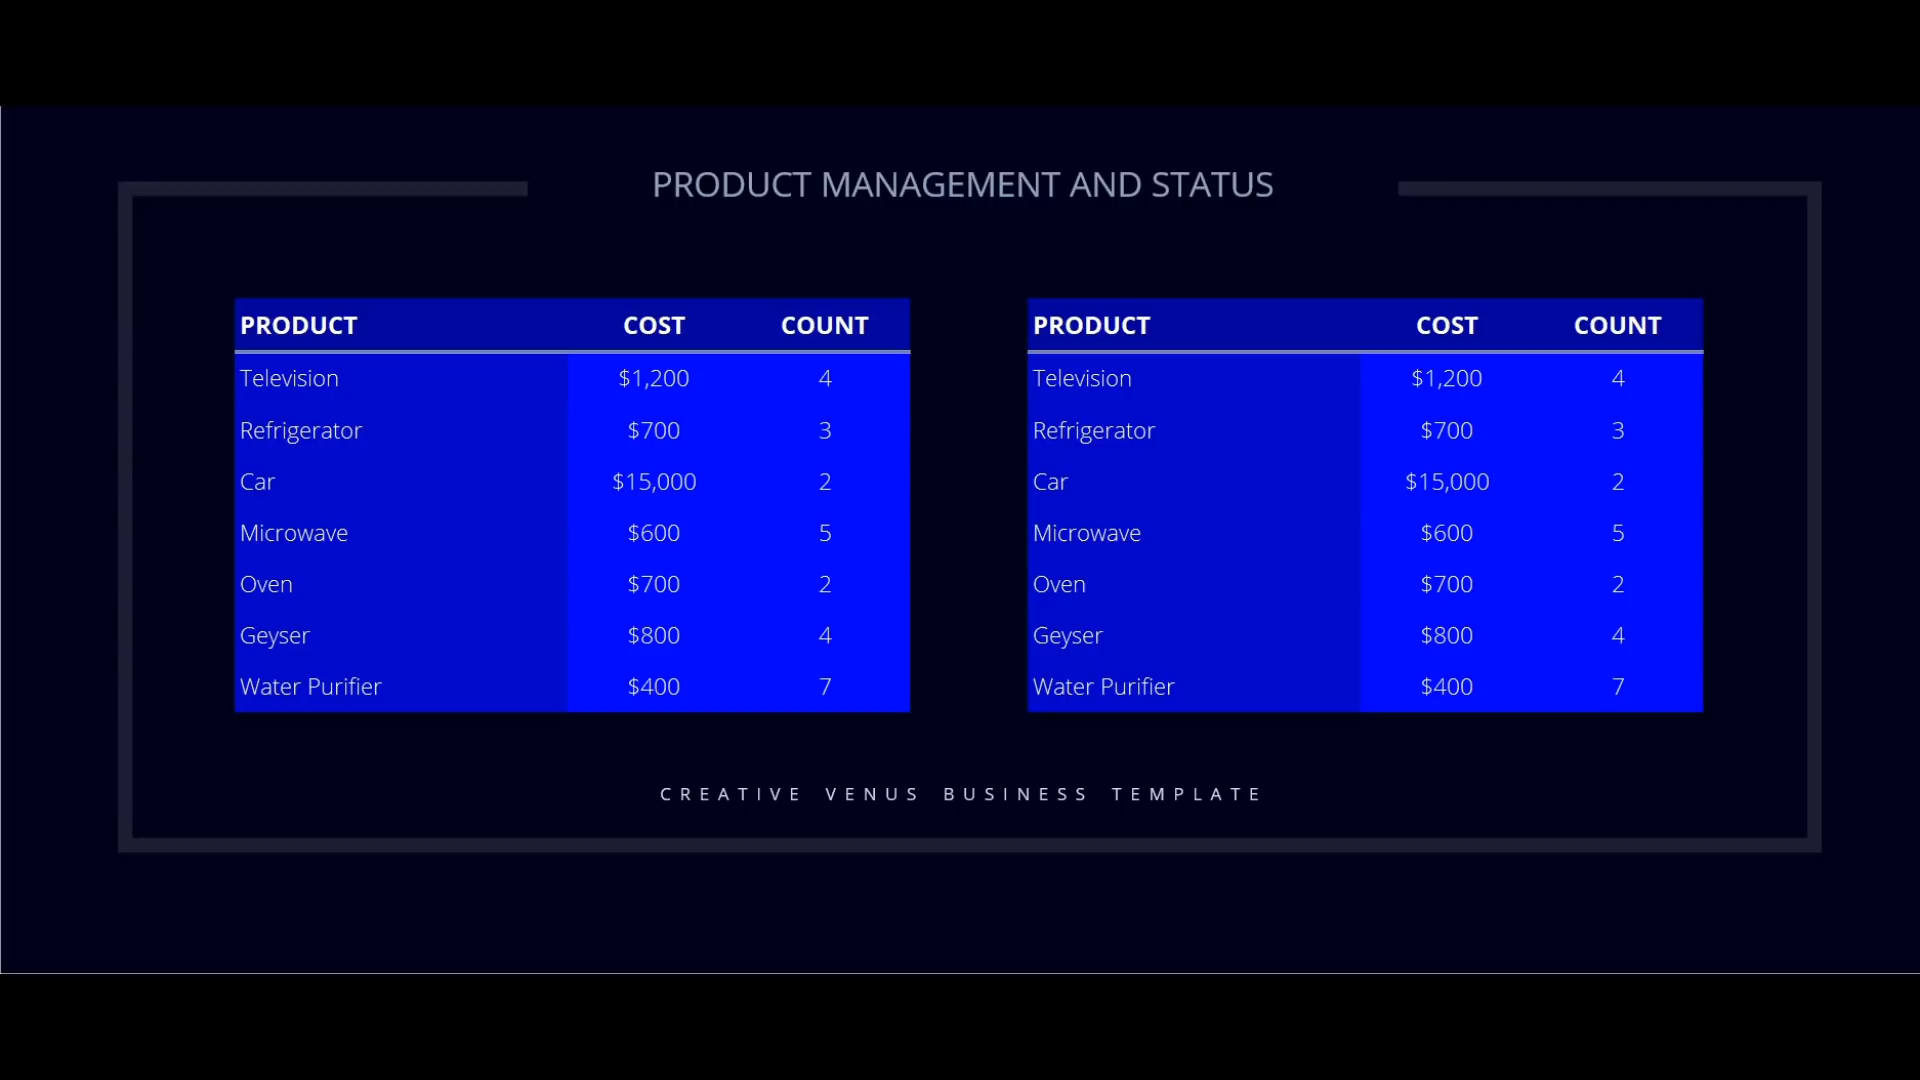 PRODUCT MANAGEMENT AND STATUS
PRODUCT COST COUNT
Television $1,200 4
Refrigerator $700 3
Car $15,000 2
Microwave $600 5
Oven $700 2
Geyser $800 4
Water Purifier $400 7
PRODUCT COST COUNT
Television $1,200 4
Refrigerator $700 3
Car $15,000 2
Microwave $600 5
Oven $700 2
Geyser $800 4
Water Purifier $400 7
CREATIVE VENUS BUSINESS TEMPLATE